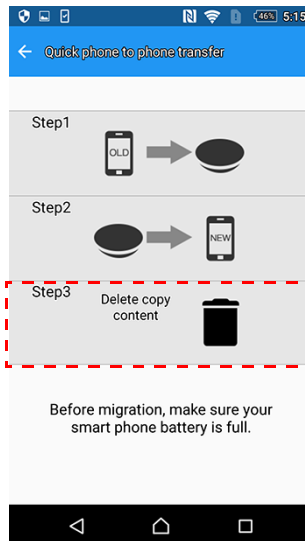 46% 5:15
Quick phone to phone transfer
Step1
OLD
Step2
NEW
Step3
Delete copy
content
Before migration, make sure your
smart phone battery is full.